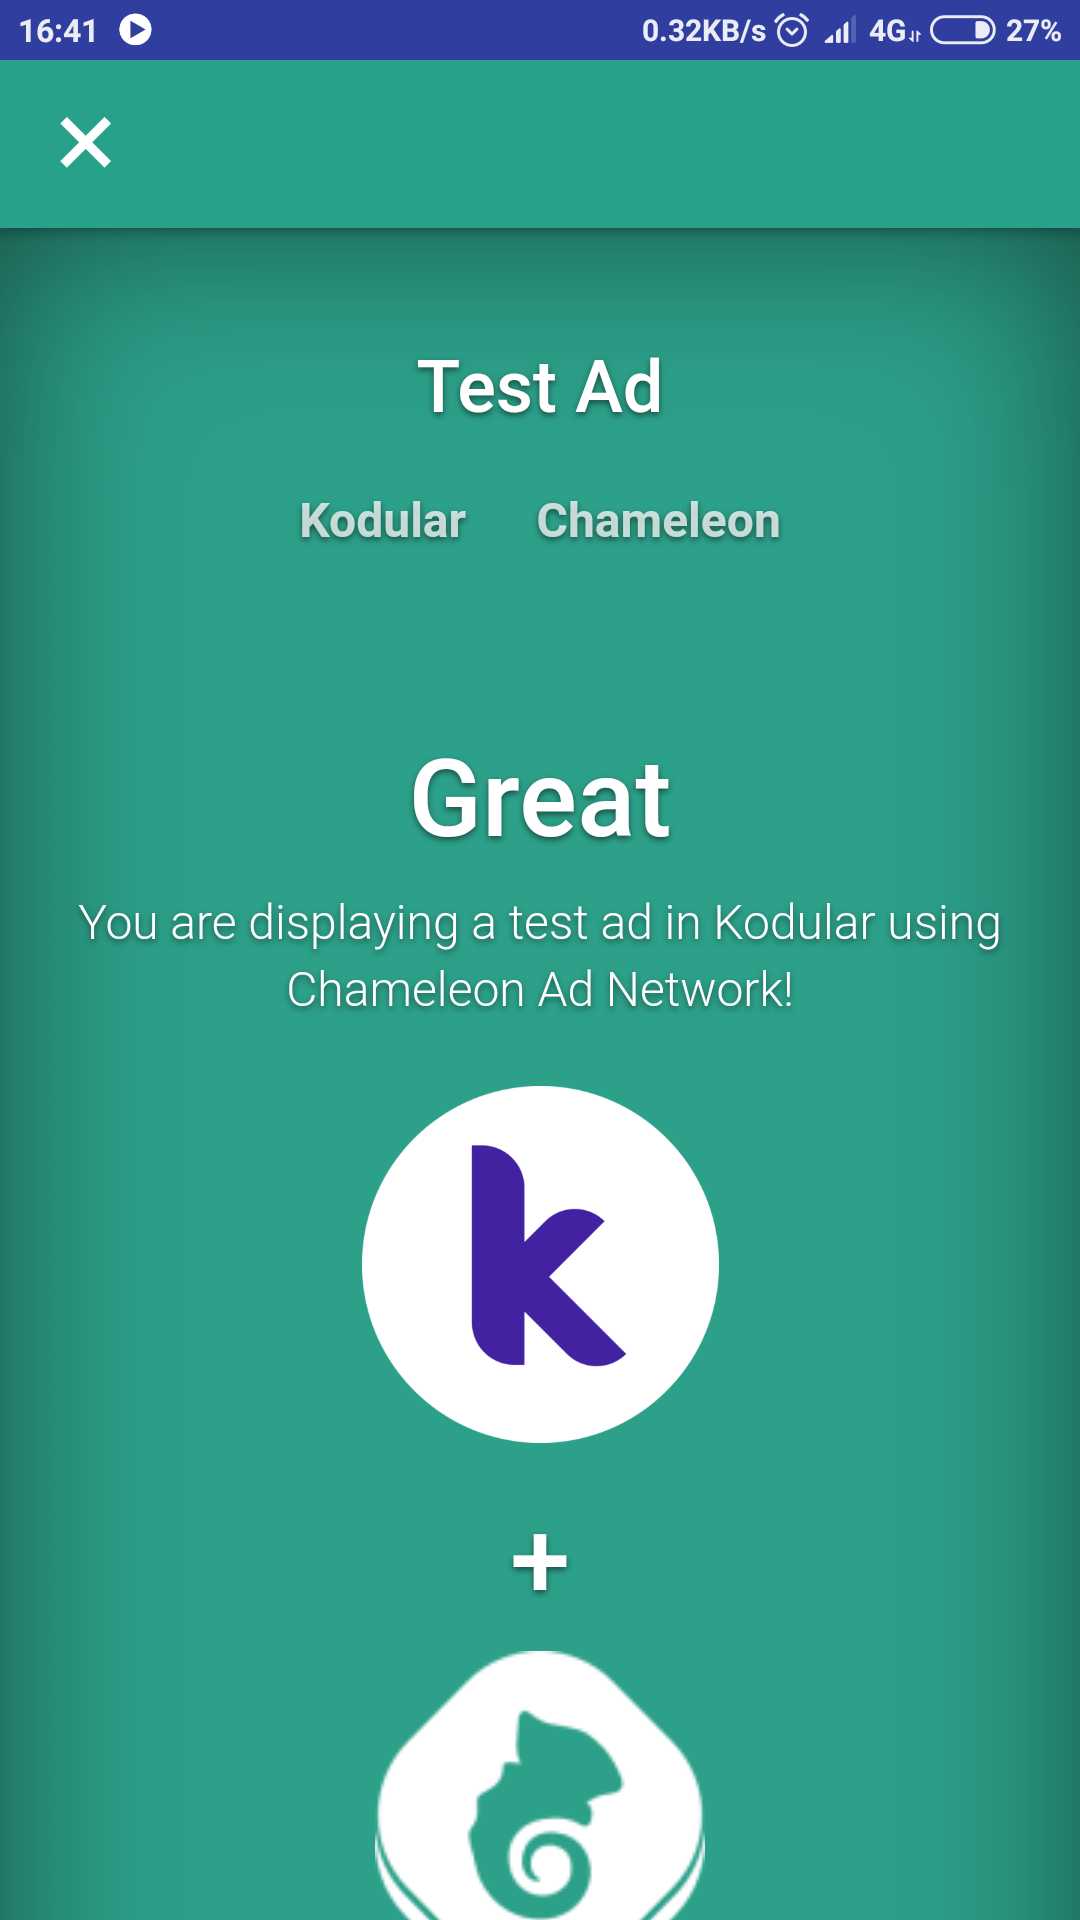 16:41 0.32KB/s 4G 27%
Test Ad
Kodular Chameleon
Great
You are displaying a test ad in Kodular using
Chameleon Ad Network!
k
+